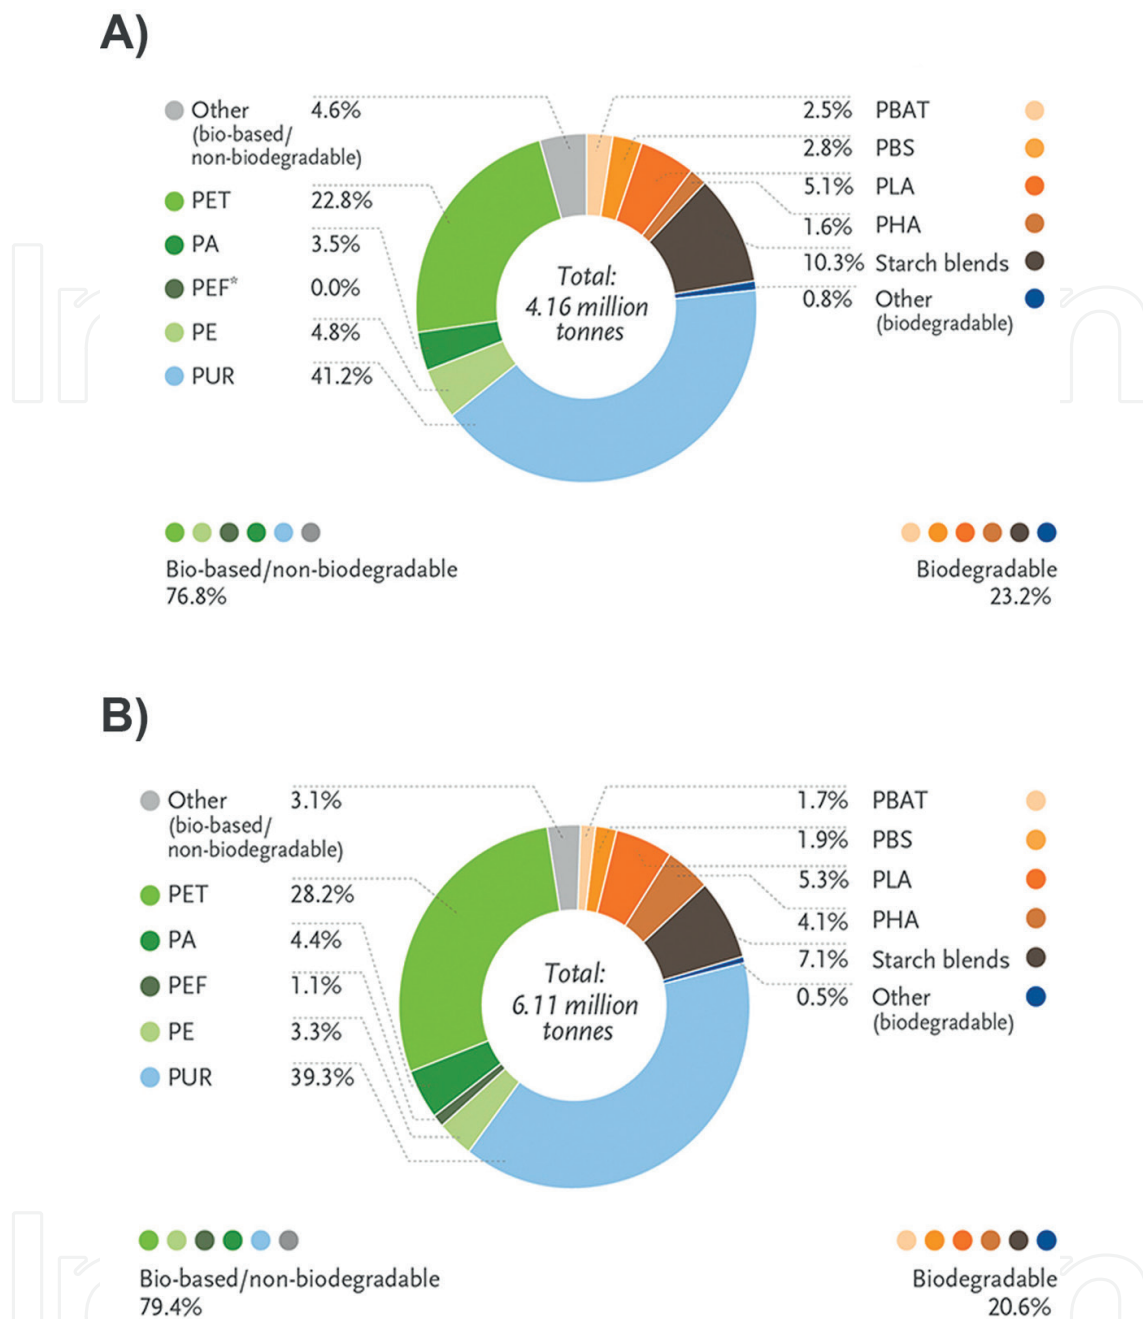 A)
Other 4.6%
(bio-based/
non-biodegradable)
PET 22.8%
PA 3.5%
PEF* 0.0%
PE 4.8%
PUR 41.2%
Total:
4.16 million
tonnes
2.5% PBAT
2.8% PBS
5.1% PLA
1.6% PHA
10.3% Starch blends
0.8% Other
(biodegradable)
Bio-based/non-biodegradable
76.8%
Biodegradable
23.2%
B)
Other 3.1%
(bio-based/
non-biodegradable)
PET 28.2%
PA 4.4%
PEF 1.1%
PE 3.3%
PUR 39.3%
Total:
6.11 million
tonnes
1.7% PBAT
1.9% PBS
5.3% PLA
4.1% PHA
7.1% Starch blends
0.5% Other
(biodegradable)
Bio-based/non-biodegradable
79.4%
Biodegradable
20.6%